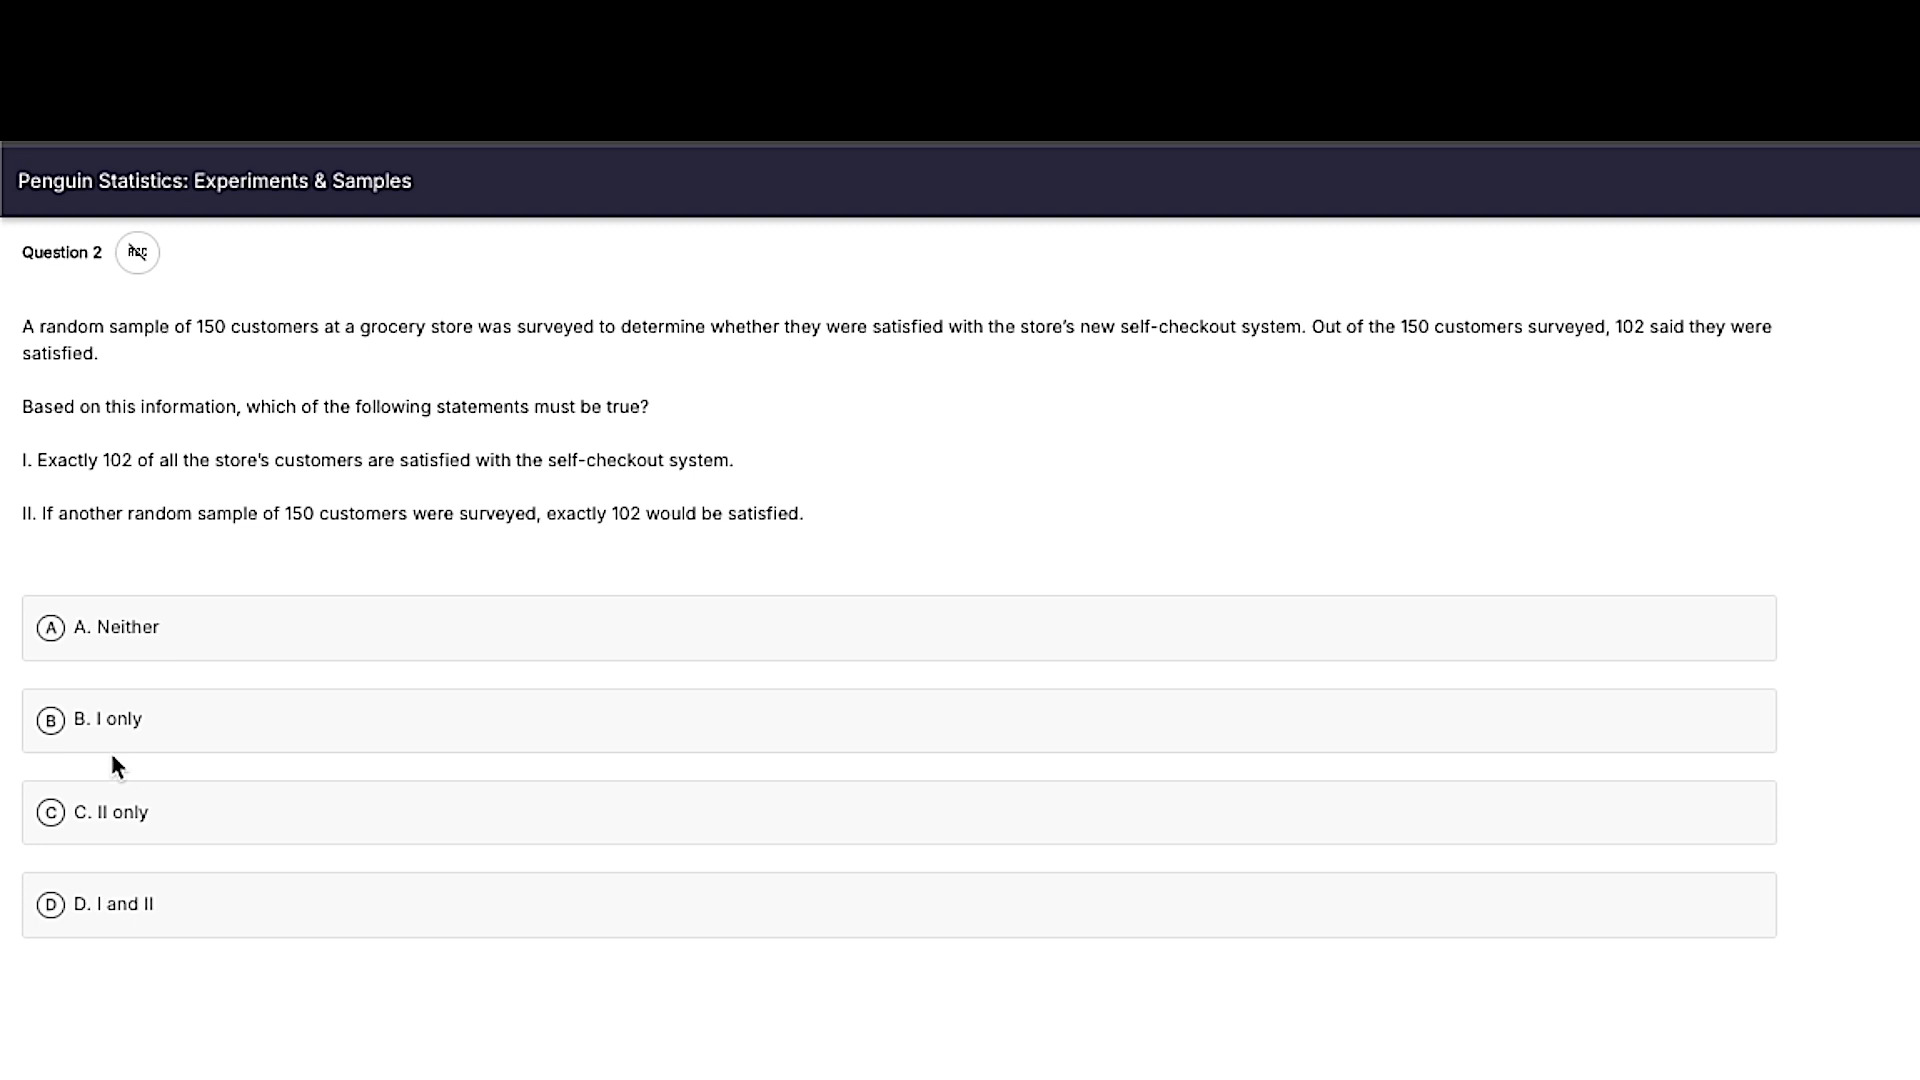 Penguin Statistics: Experiments & Samples
Question 2
A random sample of 150 customers at a grocery store was surveyed to determine whether they were satisfied with the store’s new self-checkout system. Out of the 150 customers surveyed, 102 said they were
satisfied.
Based on this information, which of the following statements must be true?
I. Exactly 102 of all the store's customers are satisfied with the self-checkout system.
II. If another random sample of 150 customers were surveyed, exactly 102 would be satisfied.
A A. Neither
B B. I only
C C. II only
D D. I and II